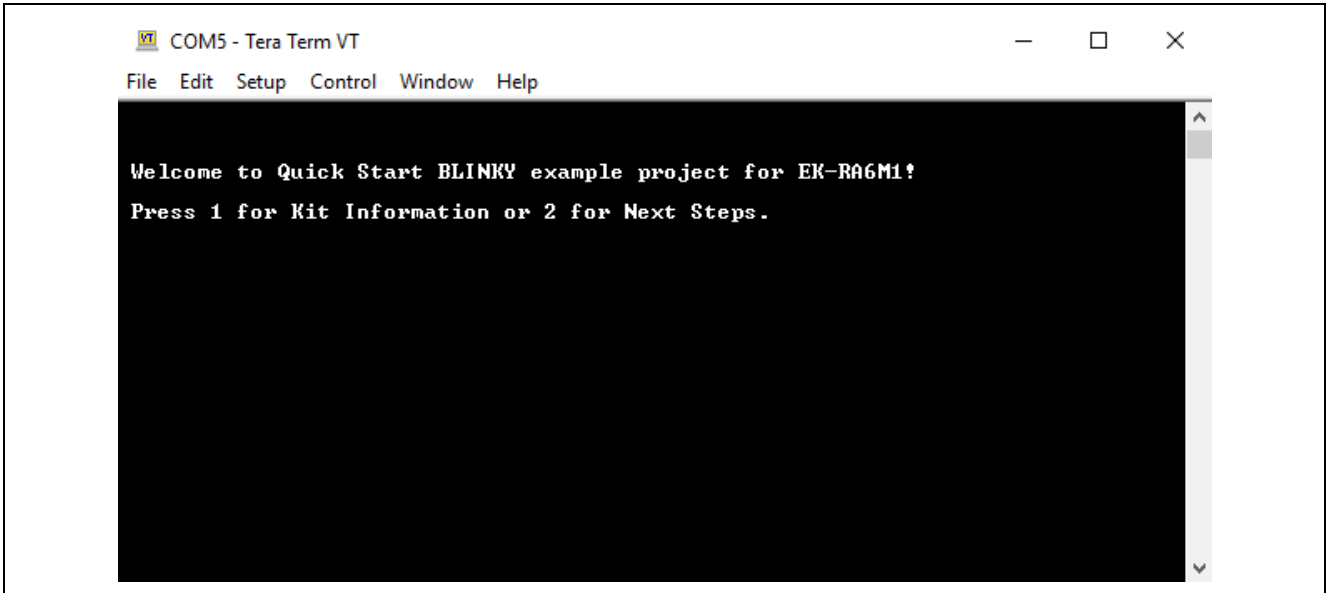 COM5 - Tera Term VT
File Edit Setup Control Window Help
Welcome to Quick Start BLINKY example project for EK-RA6M1!
Press 1 for Kit Information or 2 for Next Steps.